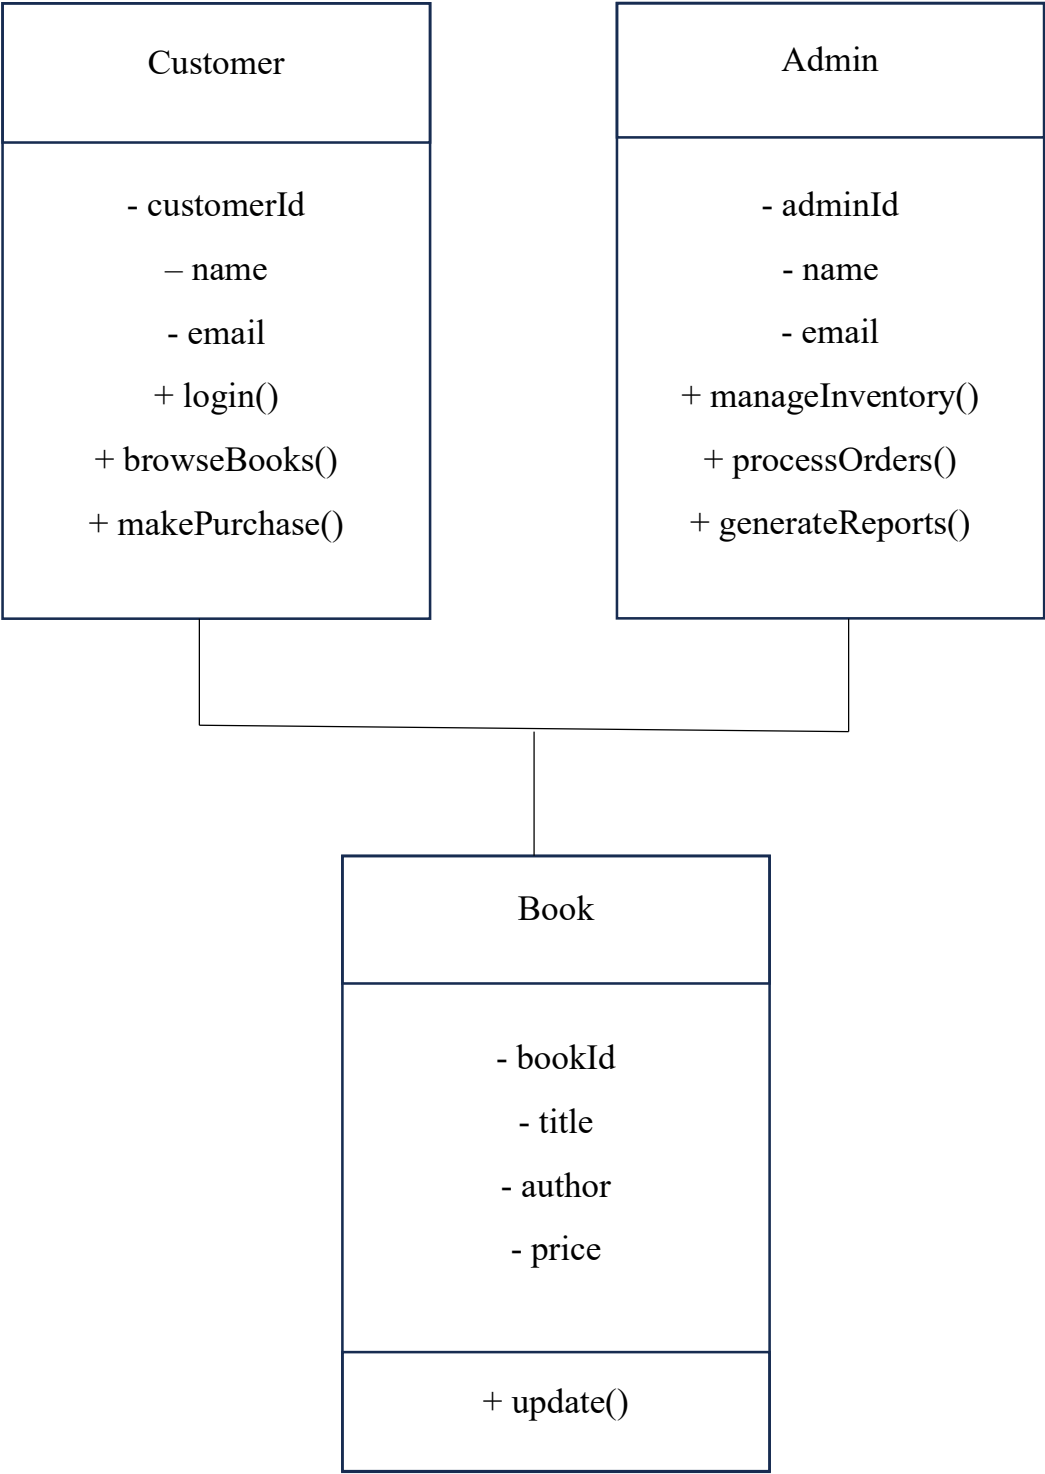 Customer
- customerId
– name
- email
+ login()
+ browseBooks()
+ makePurchase()
Admin
- adminId
- name
- email
+ manageInventory()
+ processOrders()
+ generateReports()
Book
- bookId
- title
- author
- price
+ update()